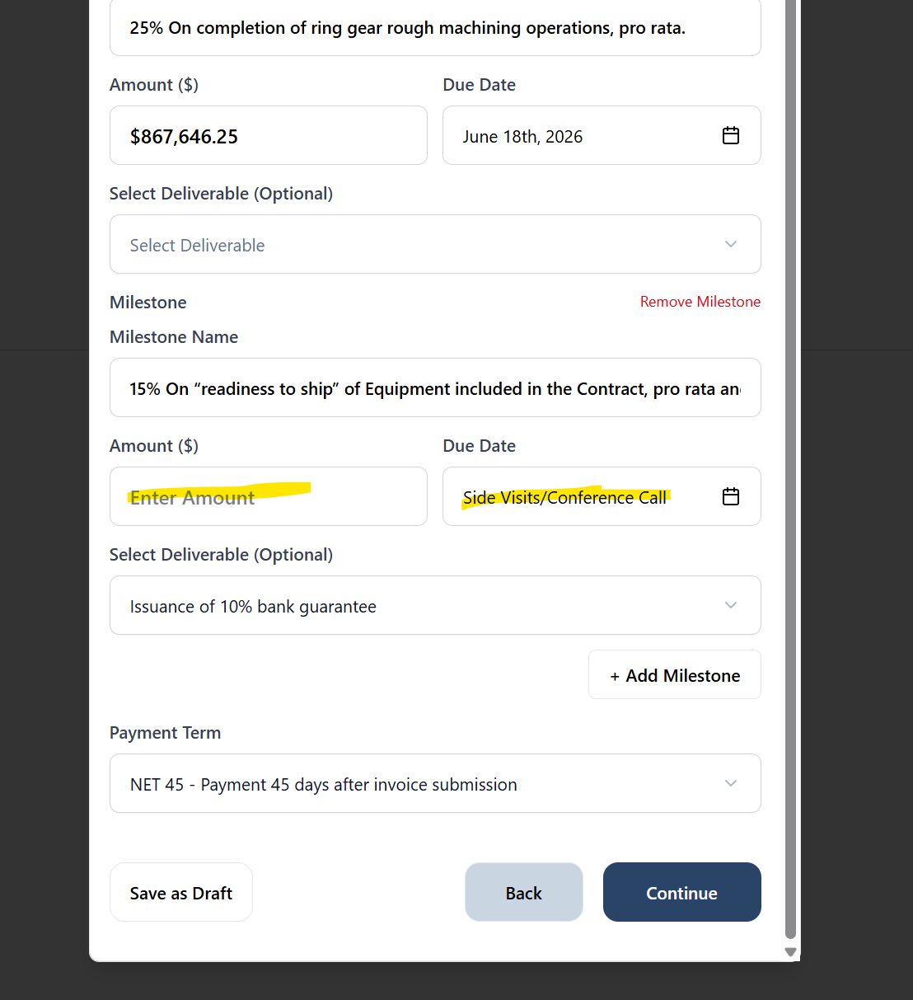 25% On completion of ring gear rough machining operations, pro rata.
Amount ($)
Due Date
$867,646.25
June 18th, 2026
Select Deliverable (Optional)
Select Deliverable
Milestone
Remove Milestone
Milestone Name
15% On “readiness to ship” of Equipment included in the Contract, pro rata an
Amount ($)
Due Date
Enter Amount
Side Visits/Conference Call
Select Deliverable (Optional)
Issuance of 10% bank guarantee
+ Add Milestone
Payment Term
NET 45 - Payment 45 days after invoice submission
Save as Draft
Back
Continue